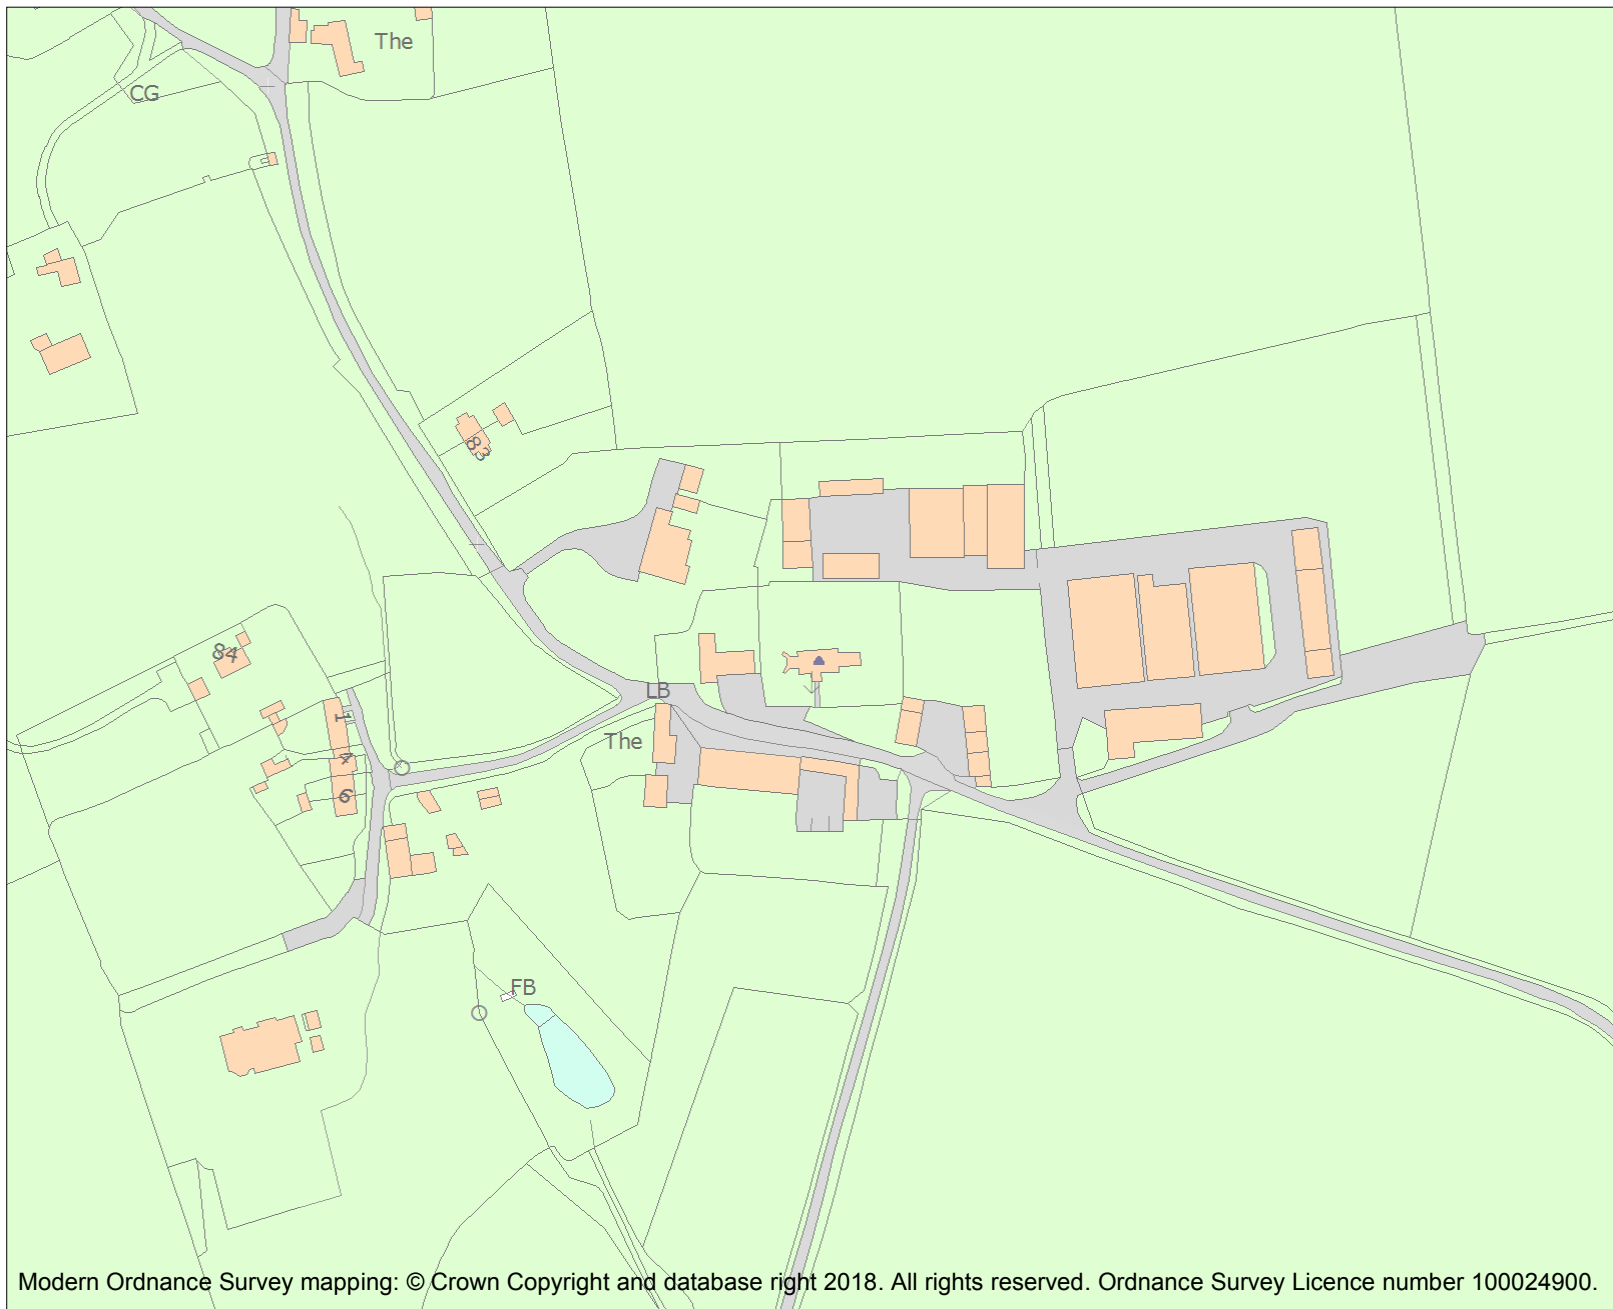 The
CG
83
84
LB
1
The
4
6
FB
Modern Ordnance Survey mapping: © Crown Copyright and database right 2018. All rights reserved. Ordnance Survey Licence number 100024900.